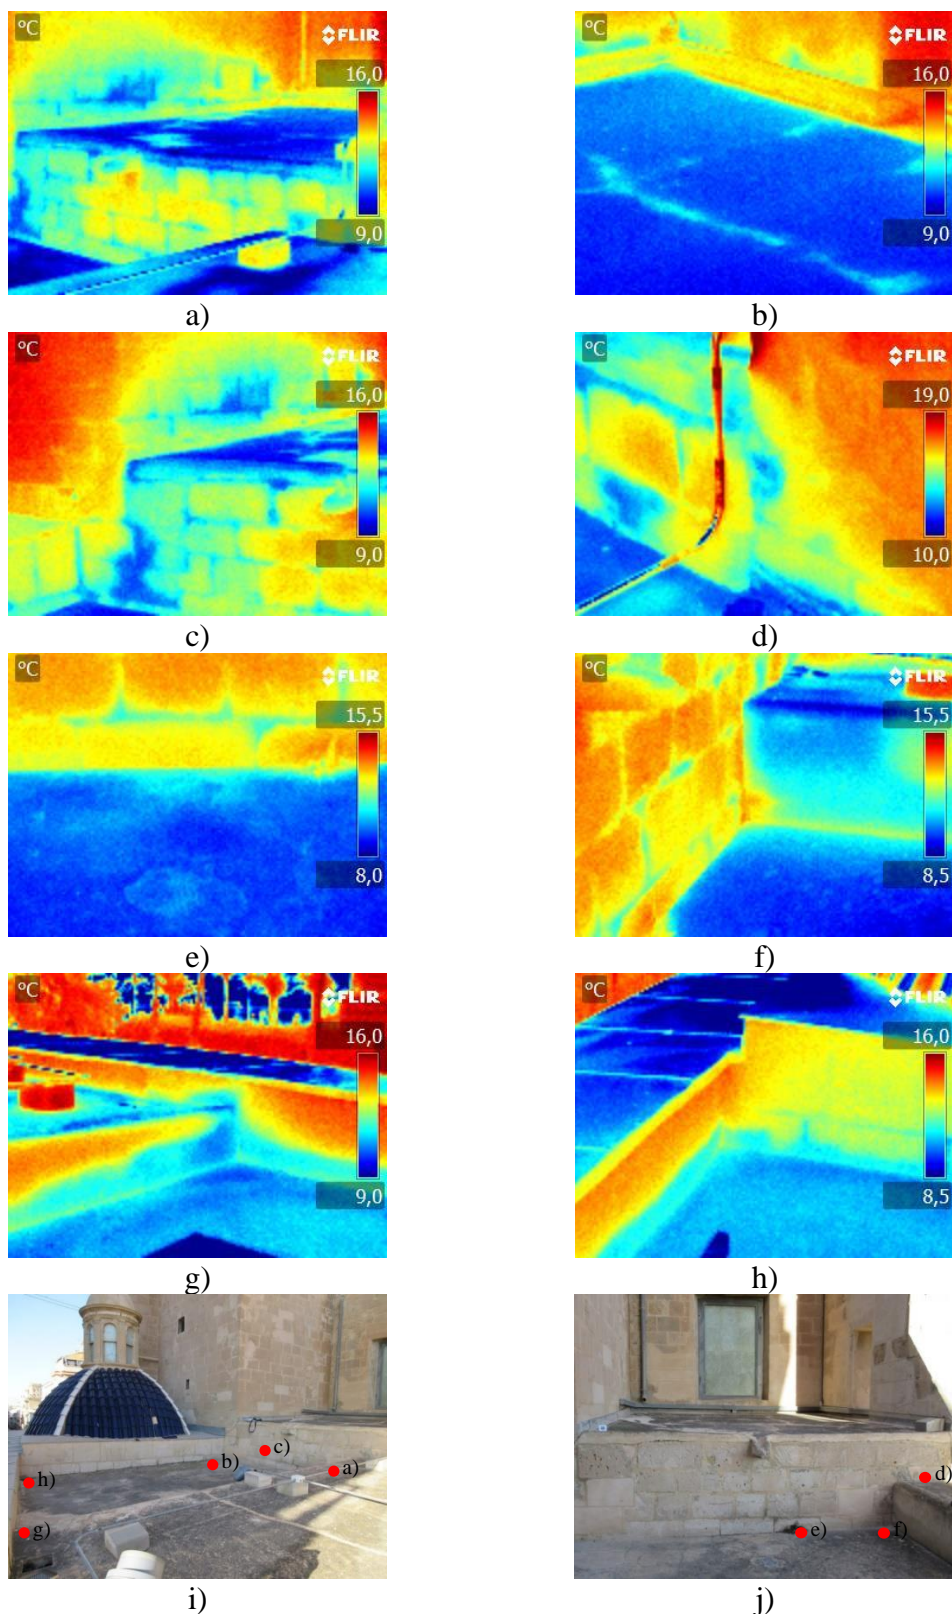 °C FLIR 16,0 9,0
°C FLIR 16,0 9,0
a) b)
°C FLIR 16,0 9,0
°C FLIR 19,0 10,0
c) d)
°C FLIR 15,5 8,0
°C FLIR 15,5 8,5
e) f)
°C FLIR 16,0 9,0
°C FLIR 16,0 8,5
g) h)
c)
b)
a)
h)
g)
d)
e) f)
i) j)